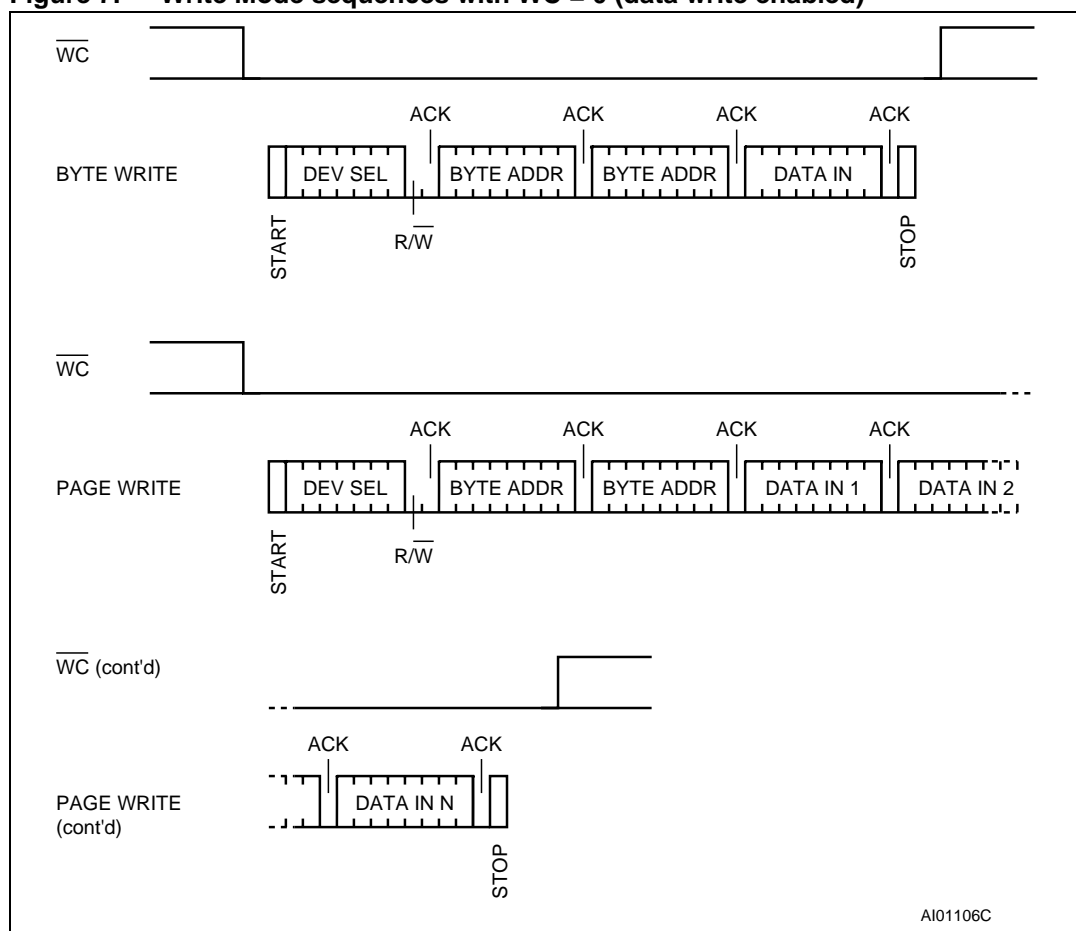 Figure 7. Write Mode sequences with WC = 0 (data write enabled)
WC
ACK ACK ACK ACK
BYTE WRITE DEV SEL BYTE ADDR BYTE ADDR DATA IN
START R/W STOP
WC
ACK ACK ACK ACK
PAGE WRITE DEV SEL BYTE ADDR BYTE ADDR DATA IN 1 DATA IN 2
START R/W
WC (cont'd)
ACK ACK
PAGE WRITE DATA IN N
(cont'd)
STOP
AI01106C